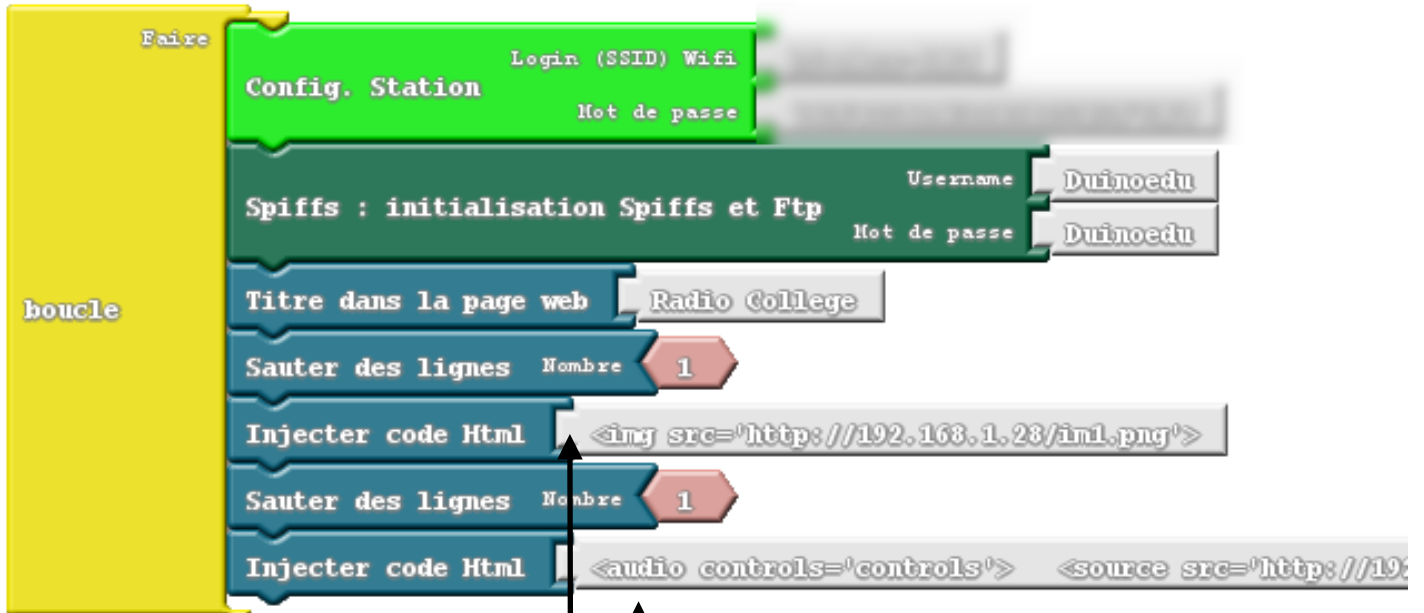 Faire
Login (SSID) Wifi
Config. Station
Mot de passe
Username
Duinoedu
Spiffs : initialisation Spiffs et Ftp
Mot de passe
Duinoedu
boucle
Titre dans la page web
Radio College
Sauter des lignes Nombre 1
Injecter code Html <img src='http://192.168.1.28/im1.png'>
Sauter des lignes Nombre 1
Injecter code Html <audio controls='controls'> <source src='http://192